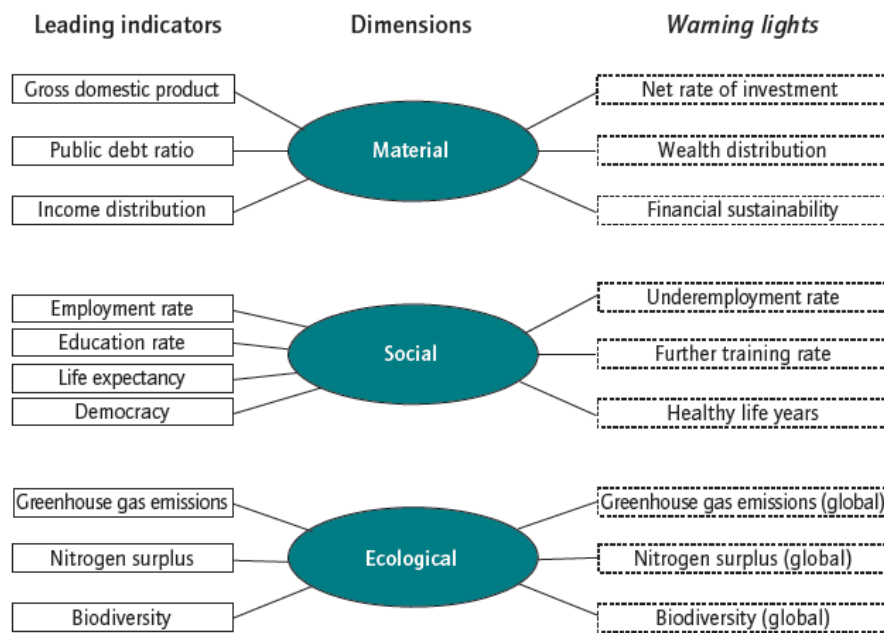 Leading indicators Dimensions Warning lights
Gross domestic product
Public debt ratio
Income distribution
Material
Net rate of investment
Wealth distribution
Financial sustainability
Employment rate
Education rate
Life expectancy
Democracy
Social
Underemployment rate
Further training rate
Healthy life years
Greenhouse gas emissions
Nitrogen surplus
Biodiversity
Ecological
Greenhouse gas emissions (global)
Nitrogen surplus (global)
Biodiversity (global)